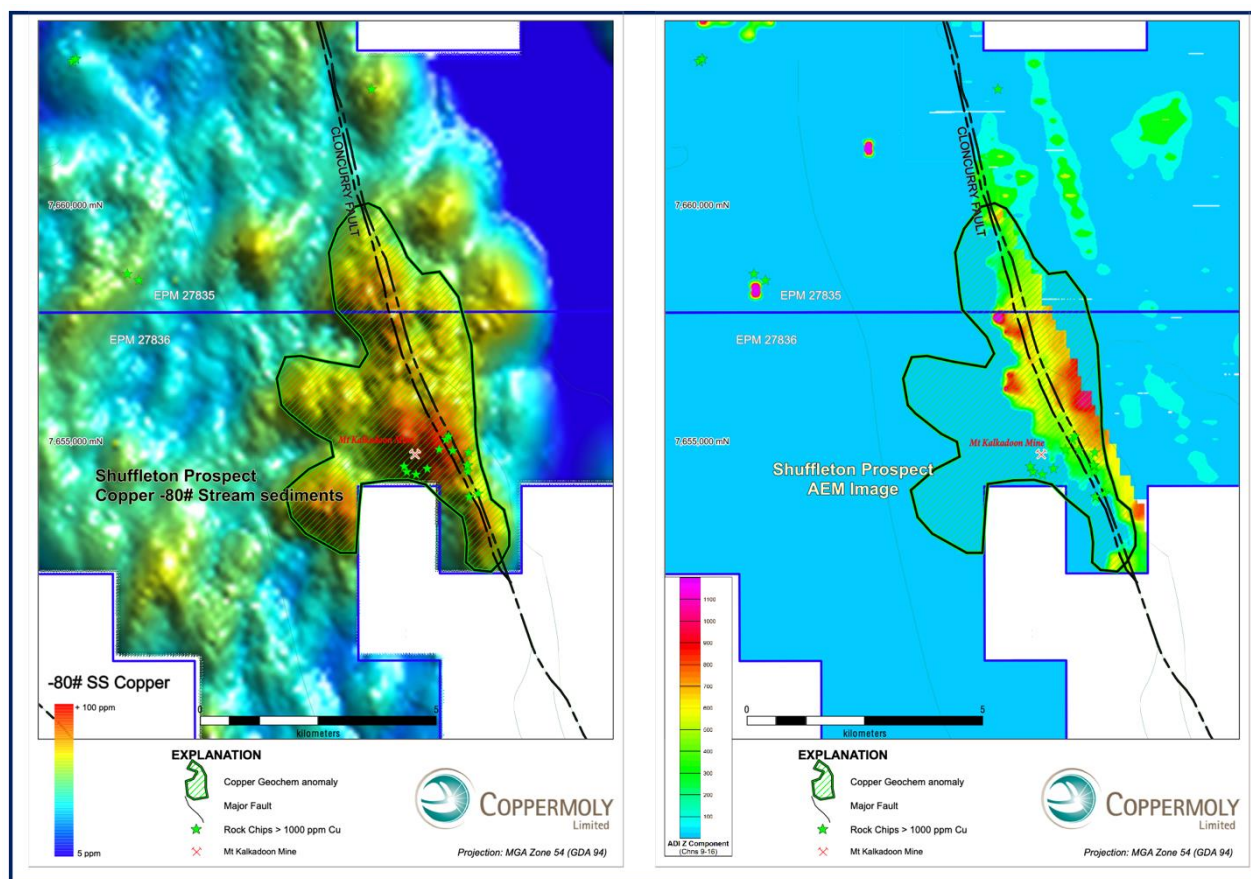 CLONCURRY FAULT
7,660,000 mN
EPM 27835
EPM 27836
7,655,000 mN
Mt Kalkadoon Mine
Shuffleton Prospect
Copper -80# Stream sediments
-80# SS Copper
+ 100 ppm
5 ppm
0
5
kilometers
EXPLANATION
Copper Geochem anomaly
Major Fault
Rock Chips > 1000 ppm Cu
Mt Kalkadoon Mine
COPPERMOLY
Limited
Projection: MGA Zone 54 (GDA 94)
CLONCURRY FAULT
7,660,000 mN
EPM 27835
EPM 27836
7,655,000 mN
Mt Kalkadoon Mine
Shuffleton Prospect
AEM Image
1100
1000
900
800
700
600
500
400
300
200
100
ADI Z Component
(Chns 9-16)
0
5
kilometers
EXPLANATION
Copper Geochem anomaly
Major Fault
Rock Chips > 1000 ppm Cu
Mt Kalkadoon Mine
COPPERMOLY
Limited
Projection: MGA Zone 54 (GDA 94)